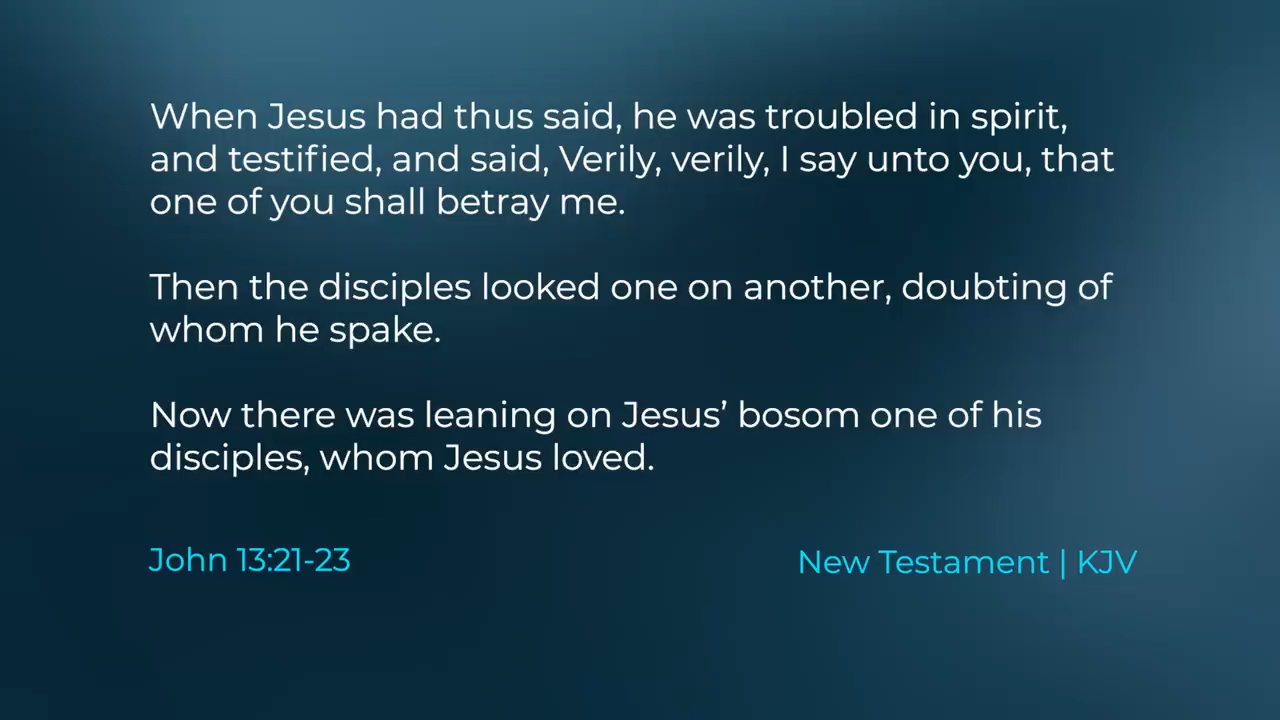 When Jesus had thus said, he was troubled in spirit,
and testified, and said, Verily, verily, I say unto you, that
one of you shall betray me.
Then the disciples looked one on another, doubting of
whom he spake.
Now there was leaning on Jesus’ bosom one of his
disciples, whom Jesus loved.
John 13:21-23
New Testament | KJV